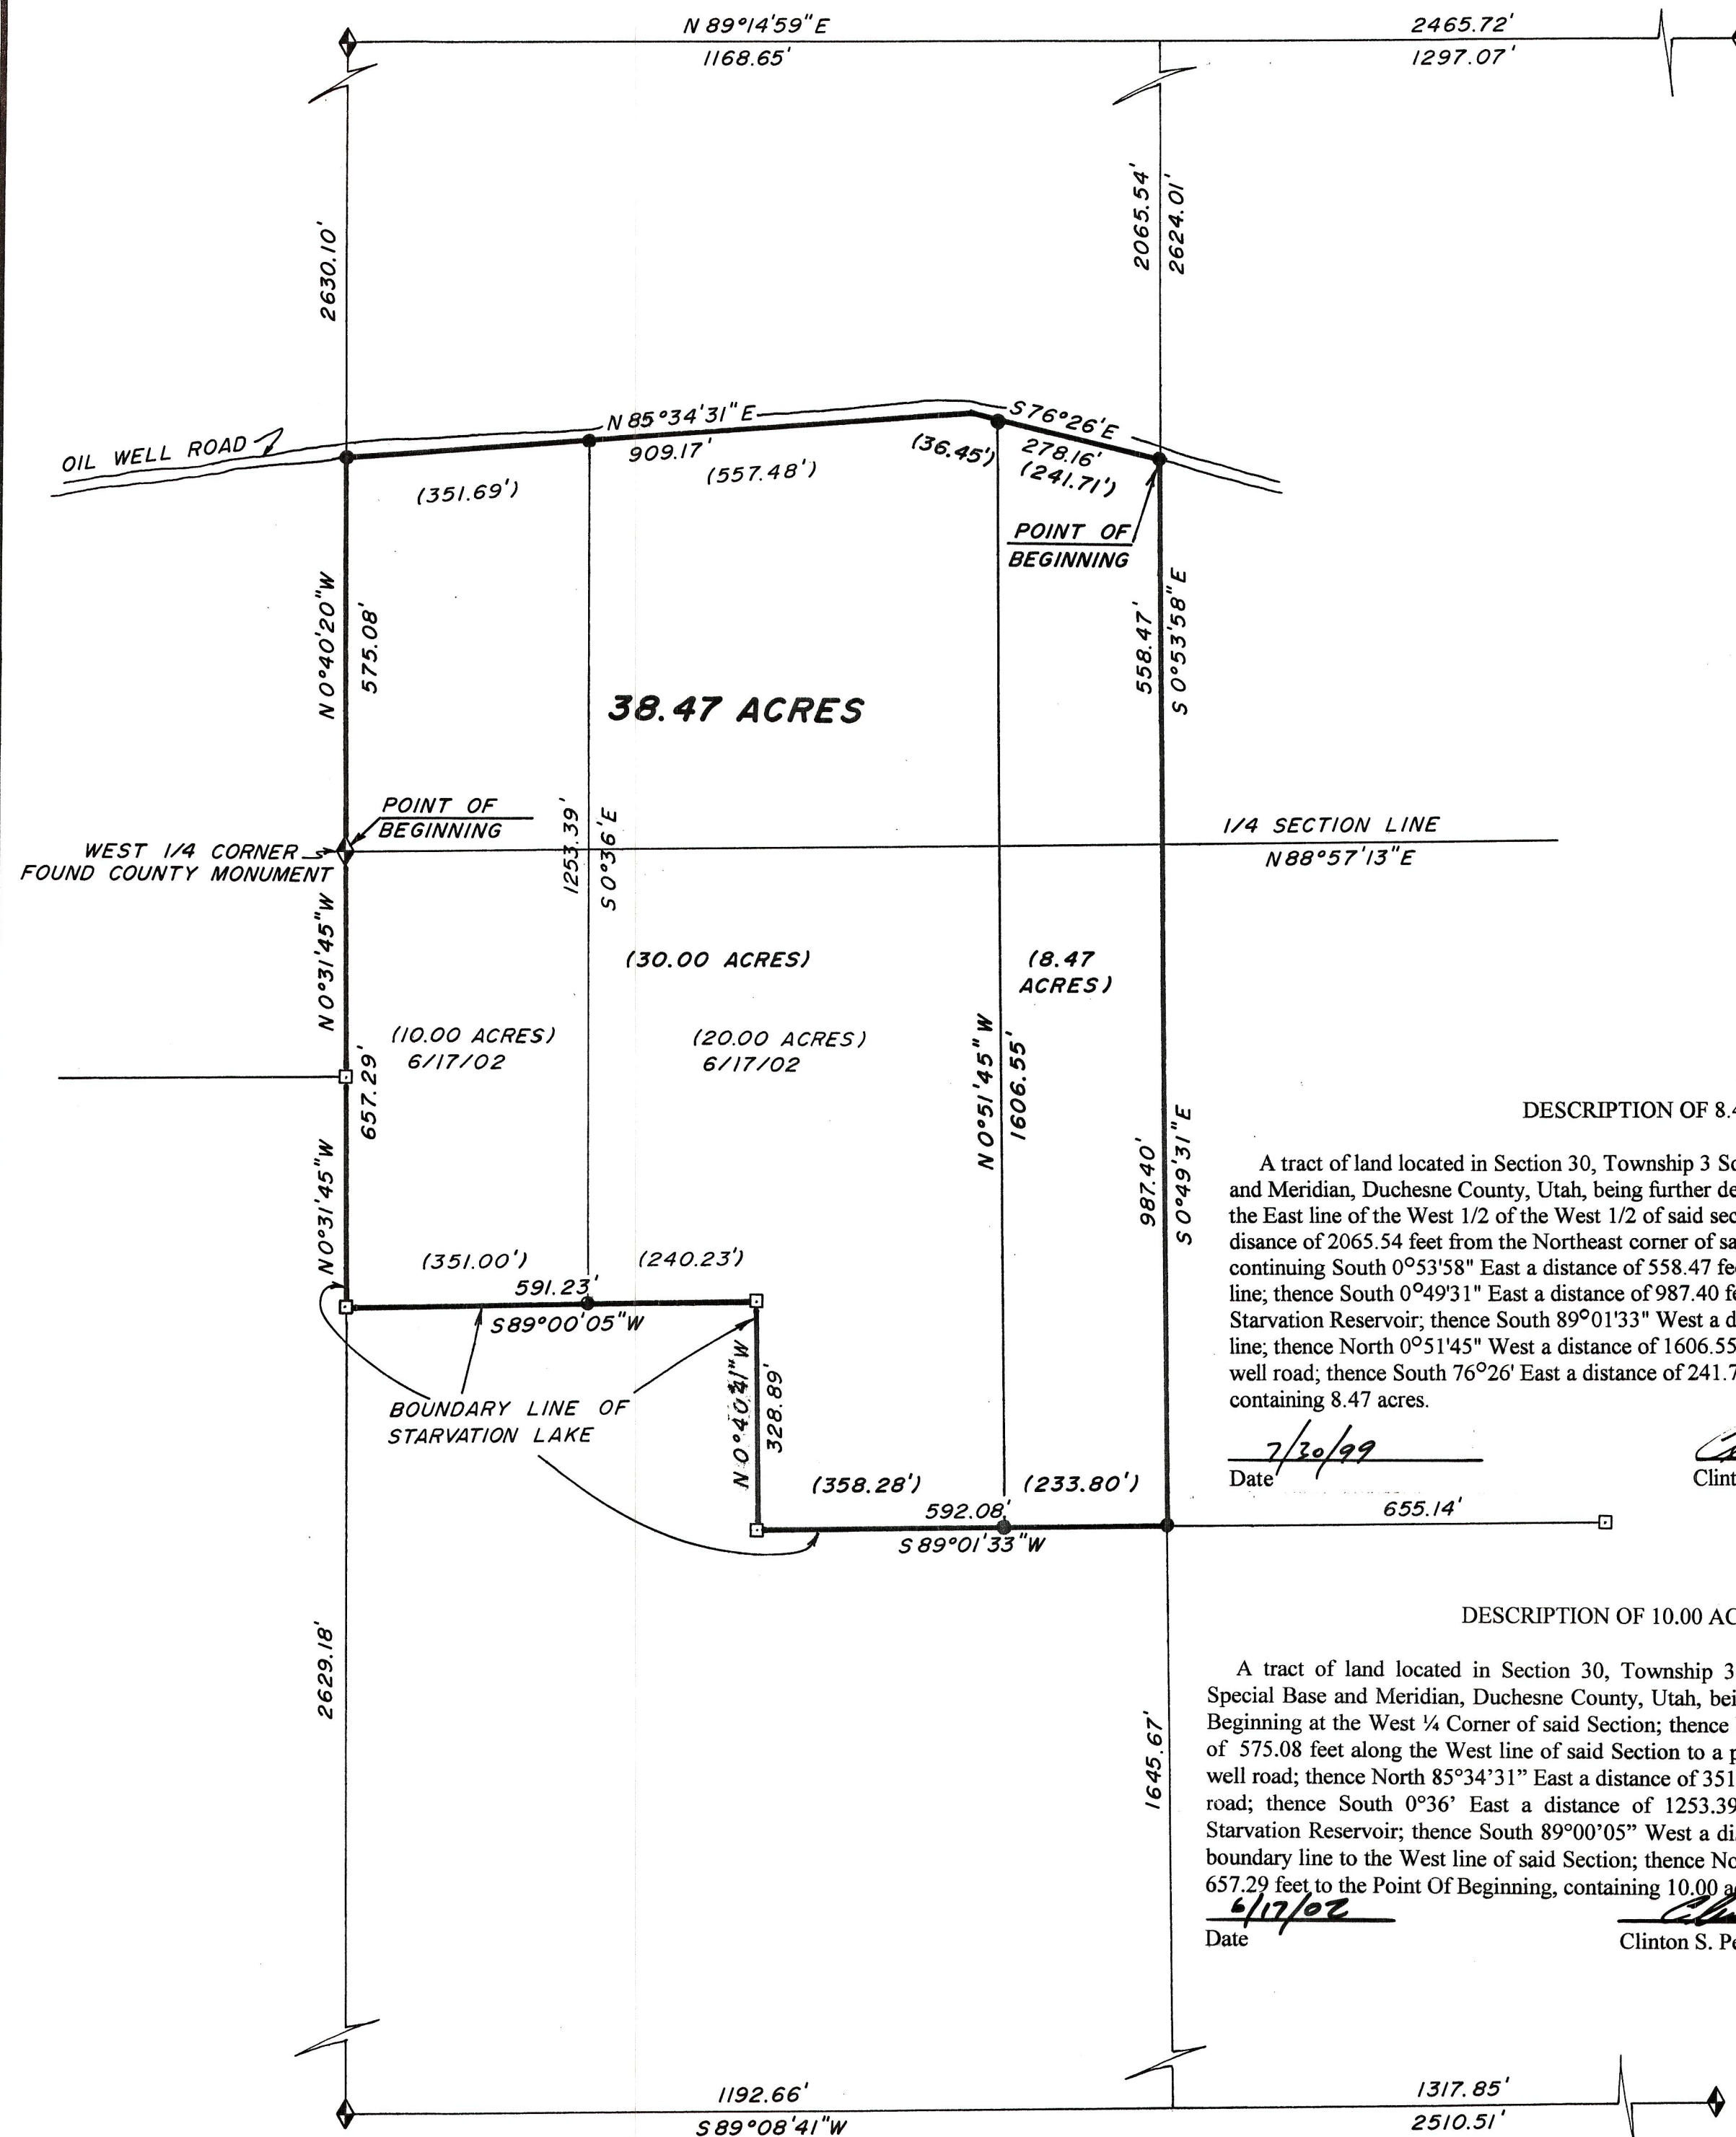 N 89°14'59"E
1168.65'
2465.72'
1297.07'
2630.10'
2065.54'
2624.01'
OIL WELL ROAD
N 85°34'31"E
909.17'
(351.69')
(557.48')
(36.45')
S 76°26'E
278.16'
(241.71')
POINT OF
BEGINNING
N 0°40'20"W
575.08'
558.47'
S 0°53'58"E
38.47 ACRES
POINT OF
BEGINNING
WEST 1/4 CORNER
FOUND COUNTY MONUMENT
1253.39'
S 0°36'E
1/4 SECTION LINE
N88°57'13"E
N 0°31'45"W
(30.00 ACRES)
(8.47
ACRES)
(10.00 ACRES)
6/17/02
(20.00 ACRES)
6/17/02
657.29'
N 0°51'45"W
1606.55'
987.40'
S 0°49'31"E
N 0°31'45"W
(351.00')
(240.23')
591.23'
S89°00'05"W
BOUNDARY LINE OF
STARVATION LAKE
N 0°40'41"W
328.89'
(358.28')
(233.80')
592.08'
S 89°01'33"W
655.14'
DESCRIPTION OF 8.4
A tract of land located in Section 30, Township 3 So
and Meridian, Duchesne County, Utah, being further de
the East line of the West 1/2 of the West 1/2 of said sec
disance of 2065.54 feet from the Northeast corner of sa
continuing South 0°53'58" East a distance of 558.47 fe
line; thence South 0°49'31" East a distance of 987.40 fe
Starvation Reservoir; thence South 89°01'33" West a d
line; thence North 0°51'45" West a distance of 1606.55
well road; thence South 76°26' East a distance of 241.7
containing 8.47 acres.
7/30/99
Date
Clint
DESCRIPTION OF 10.00 AC
A tract of land located in Section 30, Township 3
Special Base and Meridian, Duchesne County, Utah, bei
Beginning at the West ¼ Corner of said Section; thence
of 575.08 feet along the West line of said Section to a p
well road; thence North 85°34’31” East a distance of 351
road; thence South 0°36’ East a distance of 1253.39
Starvation Reservoir; thence South 89°00’05” West a di
boundary line to the West line of said Section; thence No
657.29 feet to the Point Of Beginning, containing 10.00 a
6/17/02
Date
Clinton S. Pe
2629.18'
1645.67'
1192.66'
S89°08'41"W
1317.85'
2510.51'